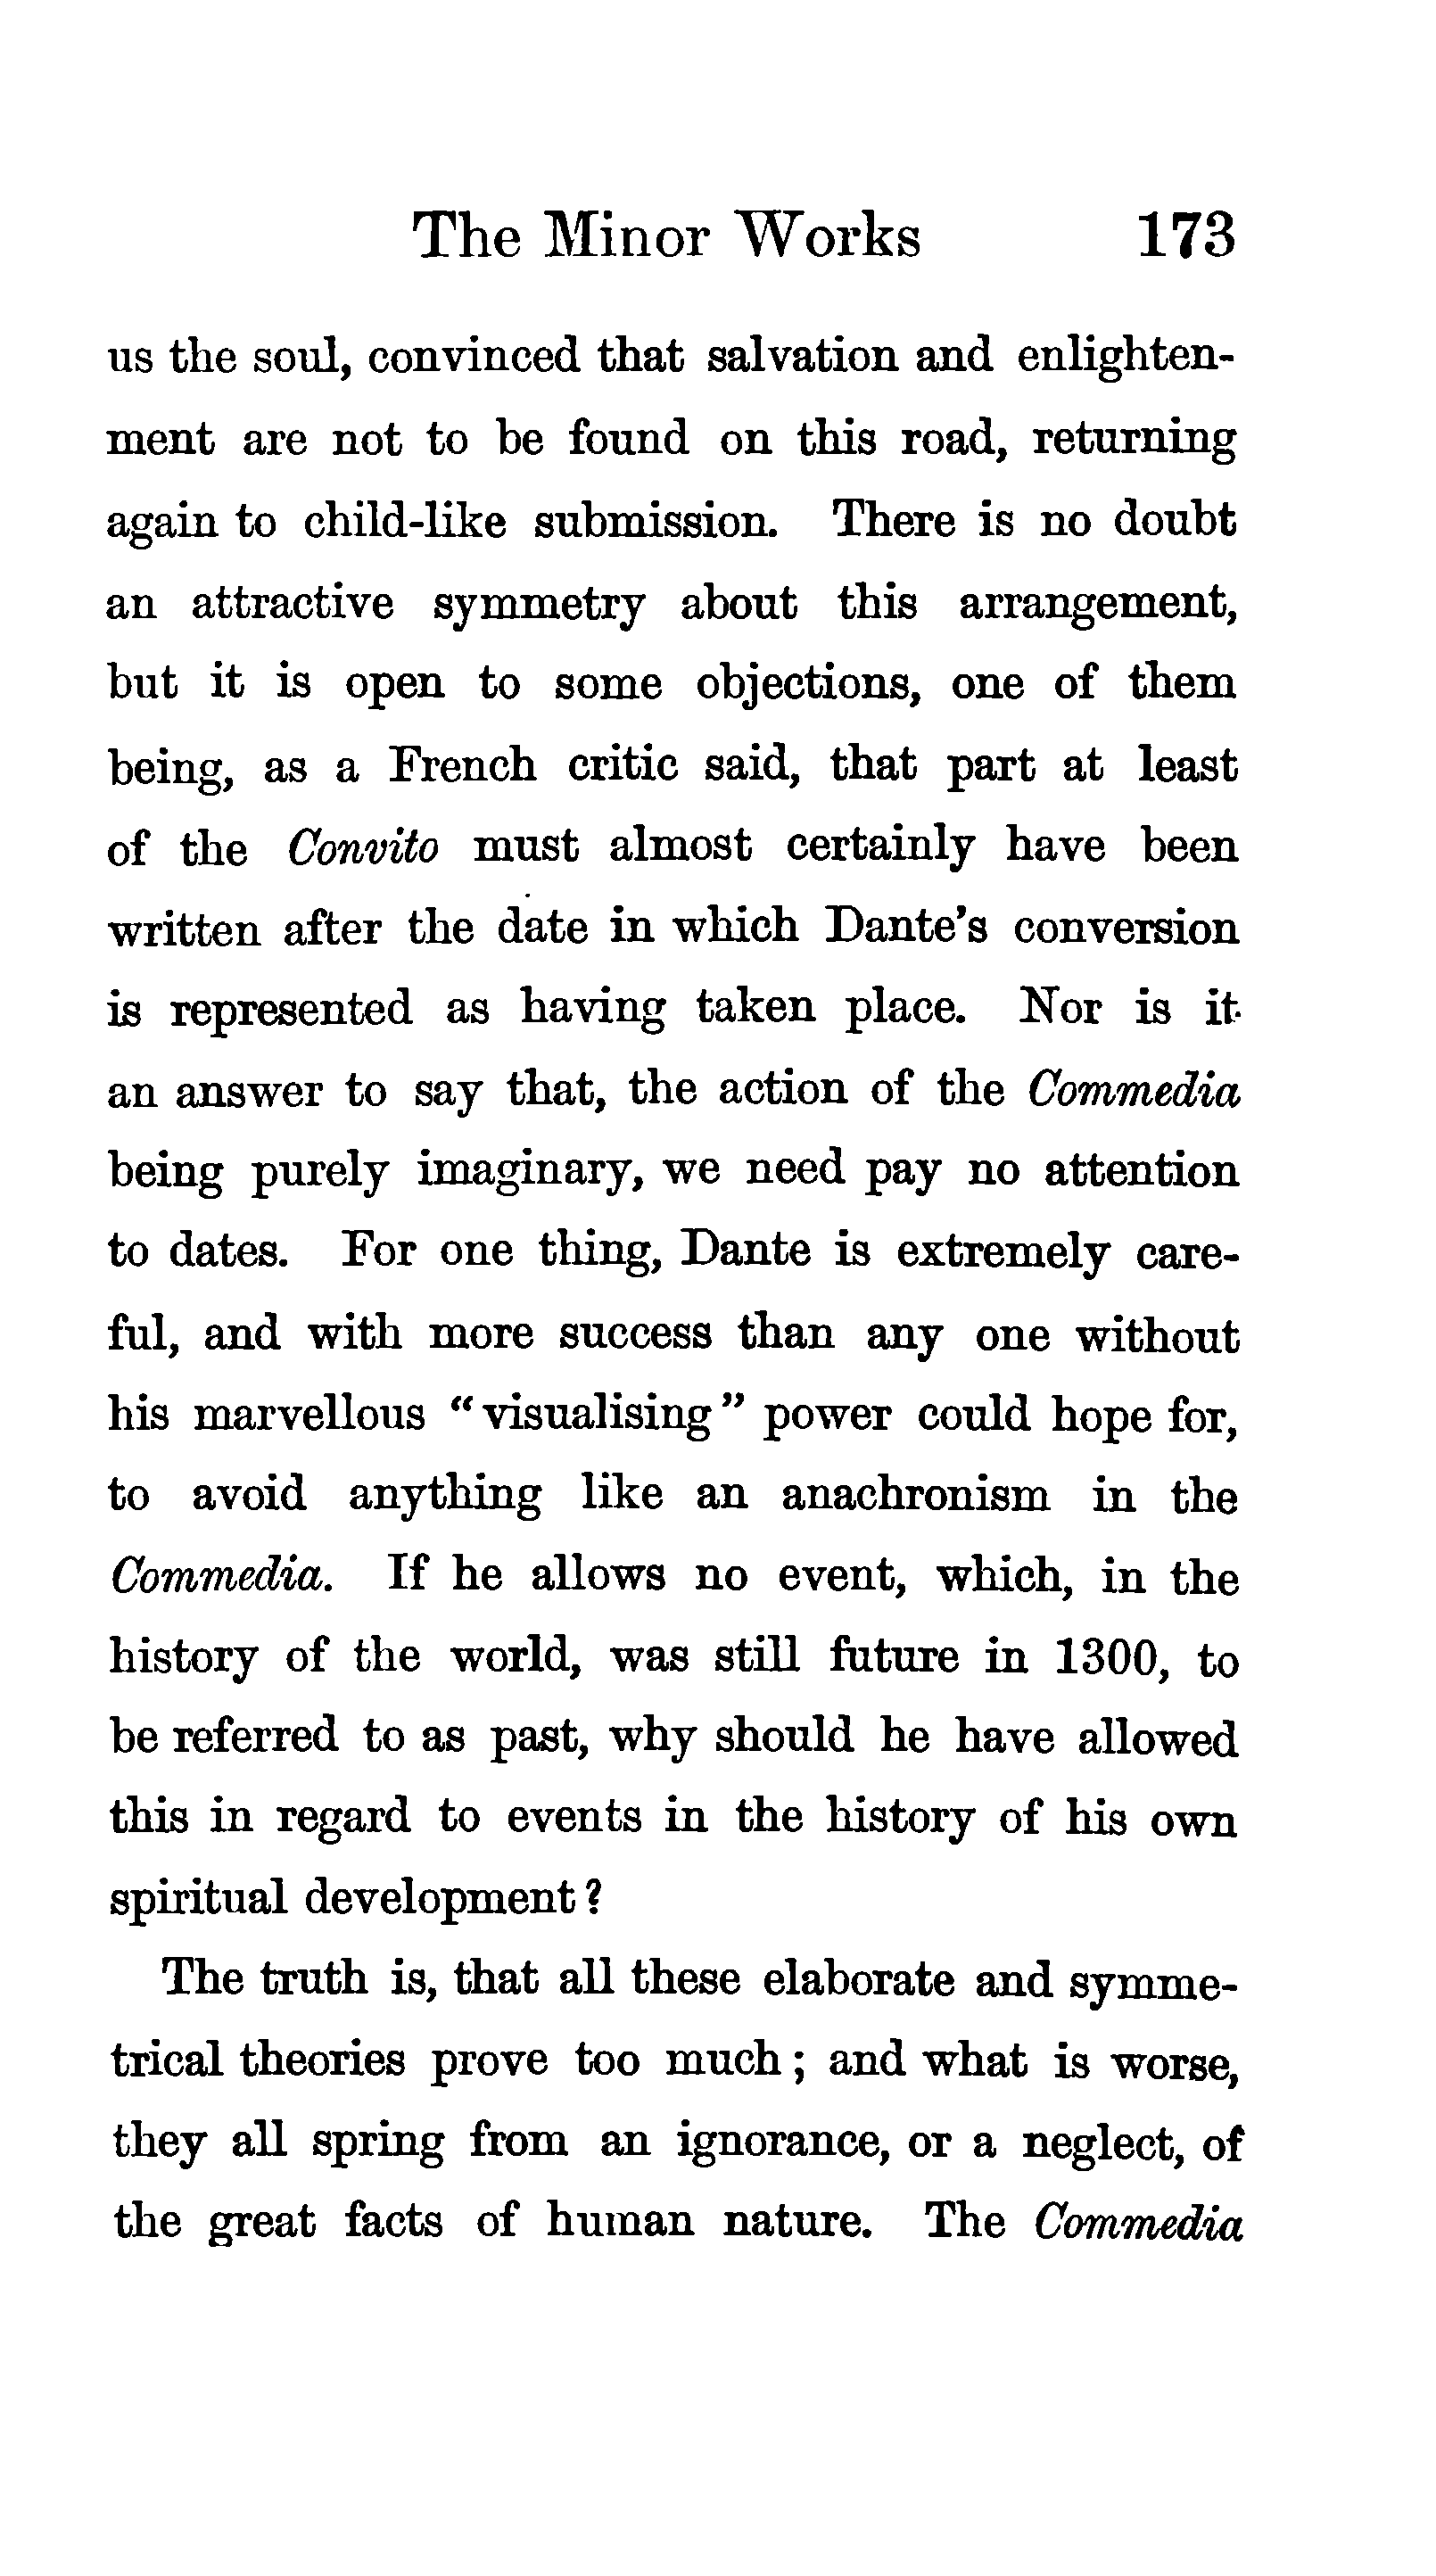 The Minor Works 173
us the soul, convinced that salvation and enlighten-
ment are not to be found on this road, returning
again to child-like submission. There is no doubt
an attractive symmetry about this arrangement,
but it is open to some objections, one of them
being, as a French critic said, that part at least
of the Convito must almost certainly have been
written after the date in which Dante's conversion
is represented as having taken place. Nor is it
an answer to say that, the action of the Commedia
being purely imaginary, we need pay no attention
to dates. For one thing, Dante is extremely care-
ful, and with more success than any one without
his marvellous “visualising” power could hope for,
to avoid anything like an anachronism in the
Commedia. If he allows no event, which, in the
history of the world, was still future in 1300, to
be referred to as past, why should he have allowed
this in regard to events in the history of his own
spiritual development?
The truth is, that all these elaborate and symme-
trical theories prove too much; and what is worse,
they all spring from an ignorance, or a neglect, of
the great facts of human nature. The Commedia